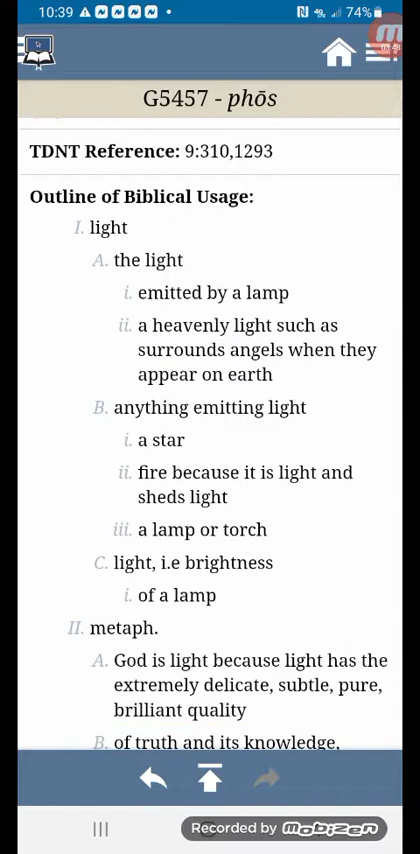 10:39 4G 74%
03:48
G5457 - phōs
TDNT Reference: 9:310,1293
Outline of Biblical Usage:
I. light
A. the light
i. emitted by a lamp
ii. a heavenly light such as
surrounds angels when they
appear on earth
B. anything emitting light
i. a star
ii. fire because it is light and
sheds light
iii. a lamp or torch
C. light, i.e brightness
i. of a lamp
II. metaph.
A. God is light because light has the
extremely delicate, subtle, pure,
brilliant quality
B. of truth and its knowledge,
Recorded by mobizen